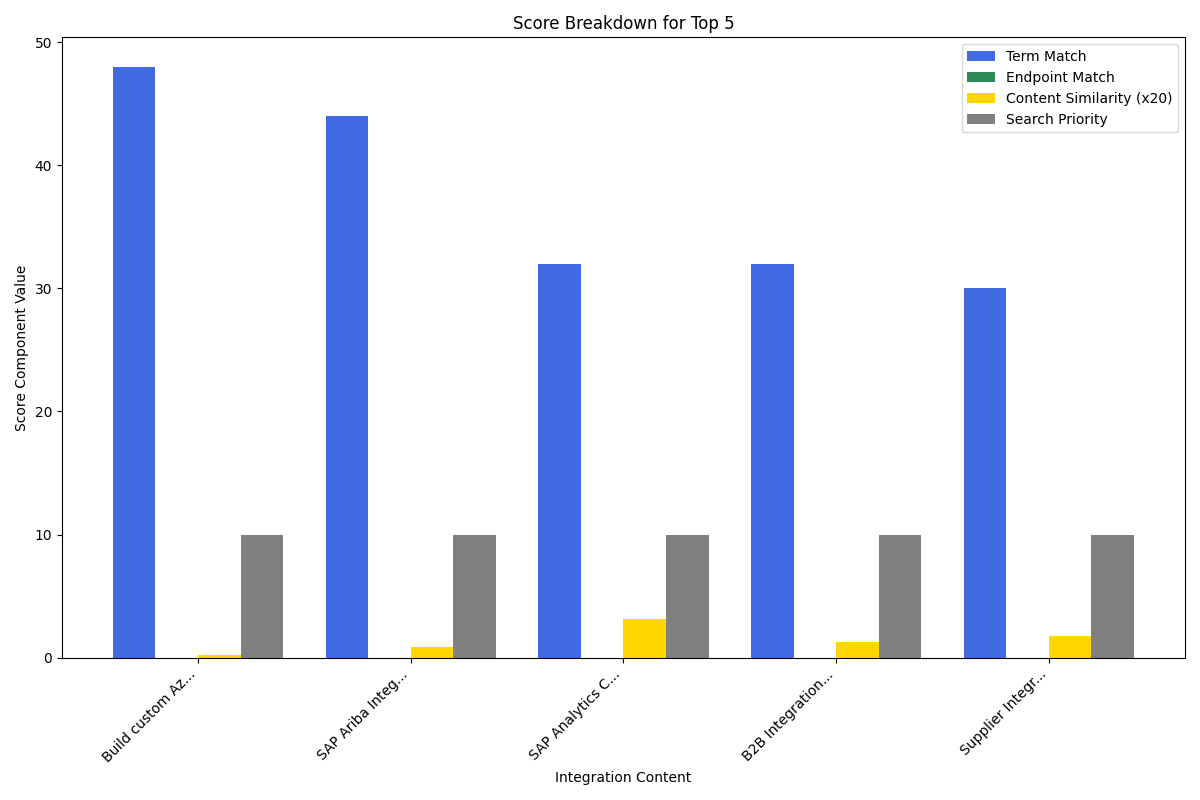 Score Breakdown for Top 5
Term Match
Endpoint Match
Content Similarity (x20)
Search Priority
Score Component Value
50
40
30
20
10
0
Build custom Az...
SAP Ariba Integ...
SAP Analytics C...
B2B Integration...
Supplier Integr...
Integration Content